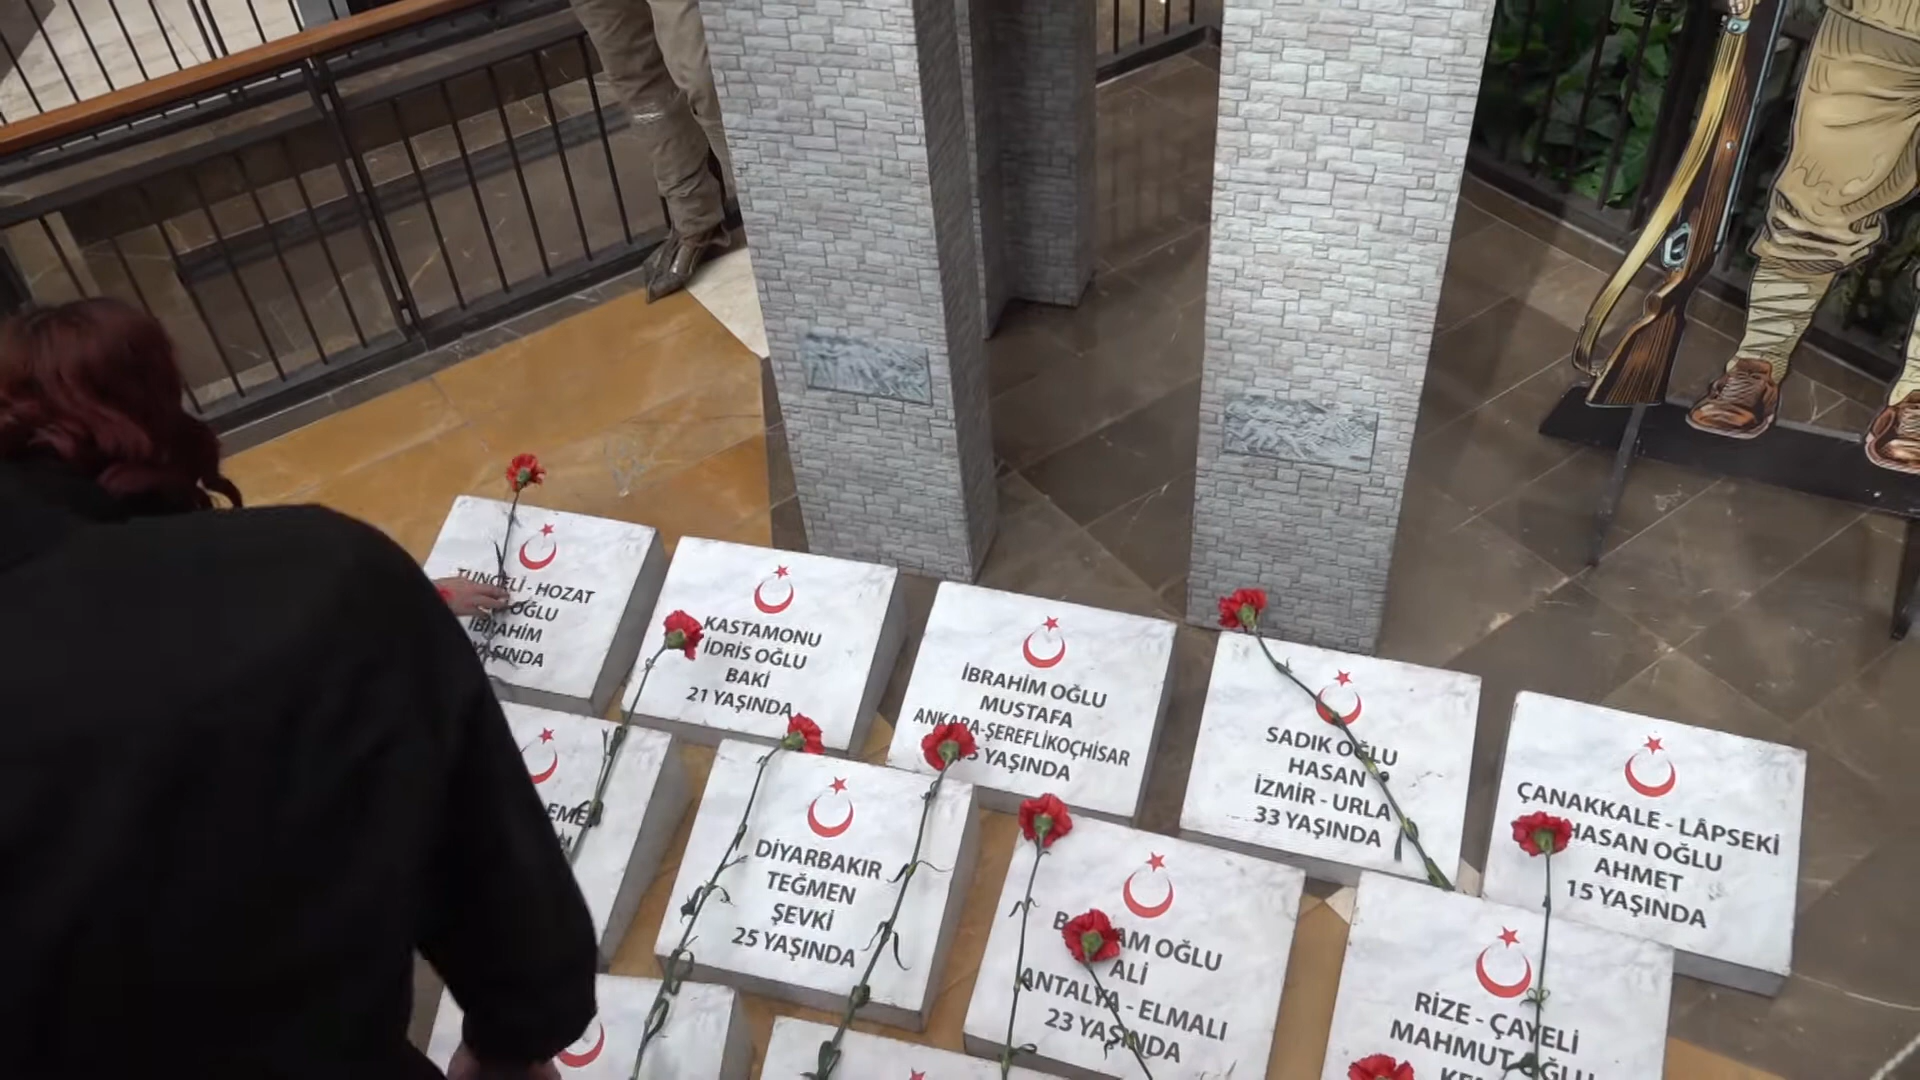 TUNCELİ - HOZAT
OĞLU
İBRAHİM
YAŞINDA
KASTAMONU
İDRİS OĞLU
BAKİ
21 YAŞINDA
İBRAHİM OĞLU
MUSTAFA
ANKARA-ŞEREFLİKOÇHİSAR
YAŞINDA
SADIK OĞLU
HASAN
İZMİR - URLA
33 YAŞINDA
ÇANAKKALE - LÂPSEKİ
HASAN OĞLU
AHMET
15 YAŞINDA
DİYARBAKIR
TEĞMEN
ŞEVKİ
25 YAŞINDA
OĞLU
ALİ
ANTALYA - ELMALI
23 YAŞINDA
RİZE - ÇAYELİ
MAHMUT OĞLU